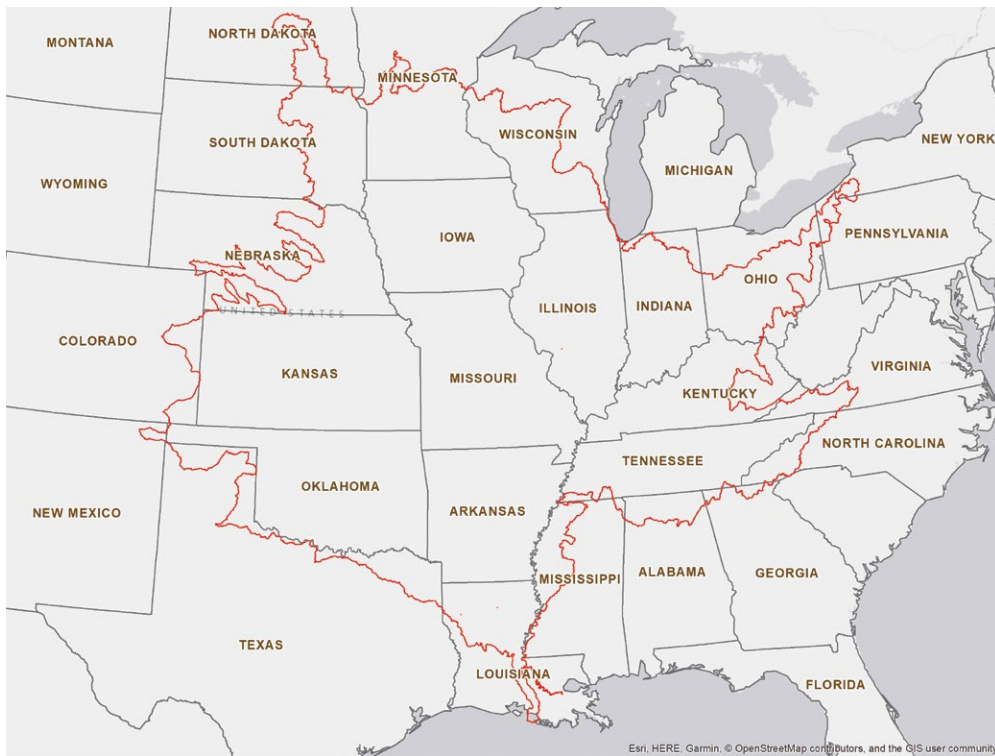 MONTANA
NORTH DAKOTA
MINNESOTA
SOUTH DAKOTA
WISCONSIN
NEW YORK
MICHIGAN
WYOMING
IOWA
PENNSYLVANIA
NEBRASKA
OHIO
ILLINOIS
INDIANA
UNITED STATES
COLORADO
KANSAS
MISSOURI
VIRGINIA
KENTUCKY
NORTH CAROLINA
TENNESSEE
OKLAHOMA
NEW MEXICO
ARKANSAS
MISSISSIPPI
ALABAMA
GEORGIA
TEXAS
LOUISIANA
FLORIDA
Esri, HERE, Garmin, © OpenStreetMap contributors, and the GIS user communit